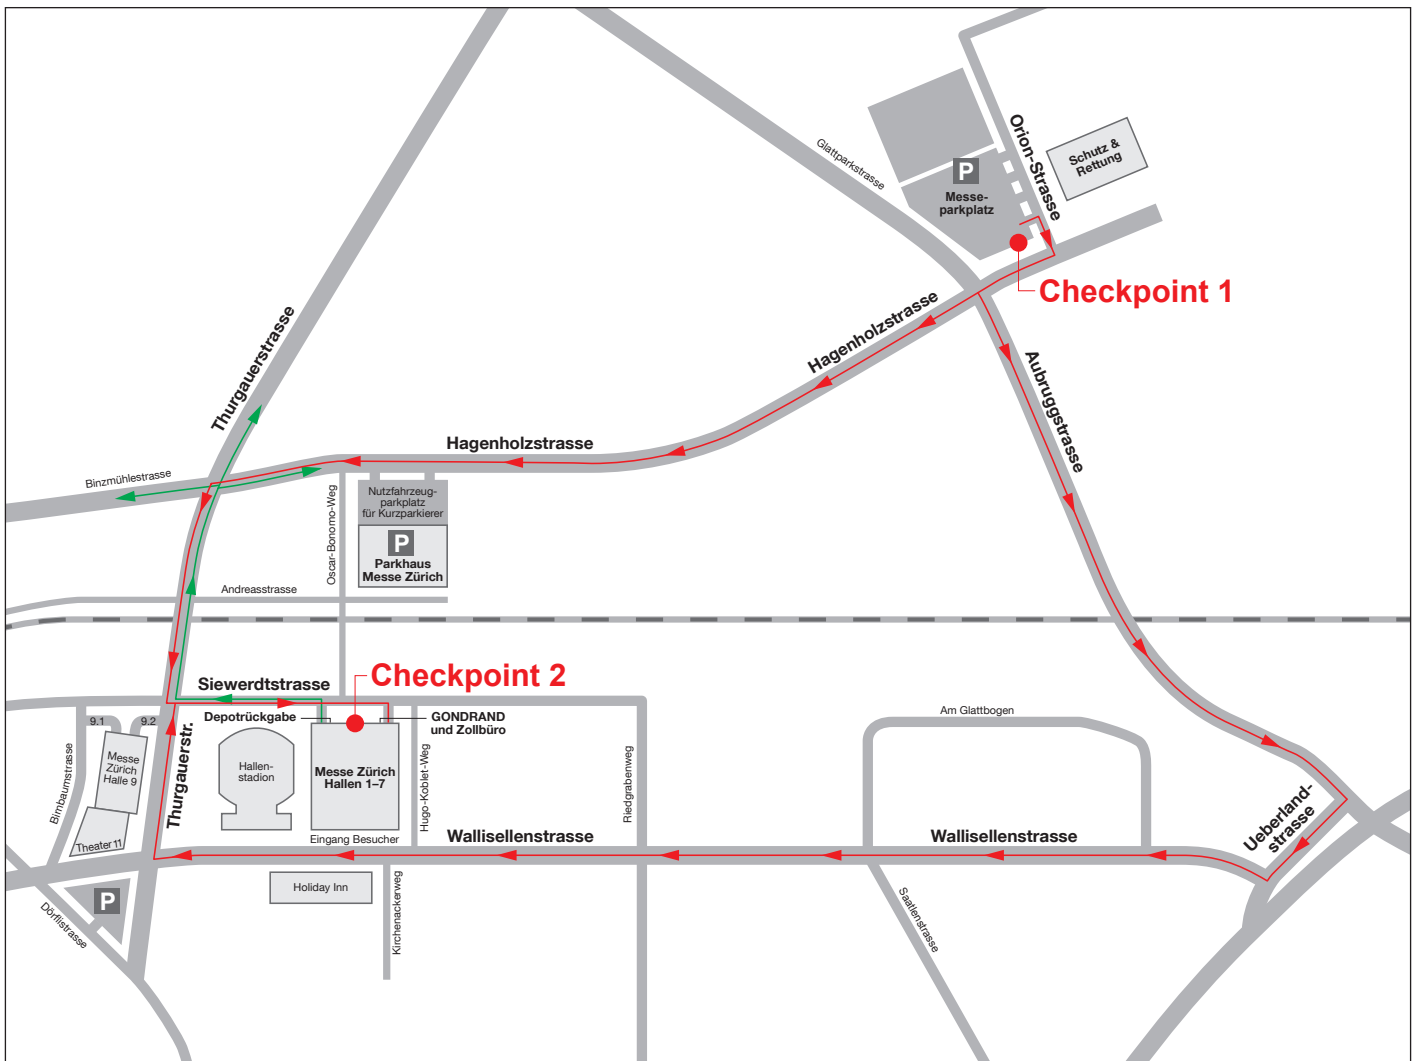 Glattparkstrasse
Orion-Strasse
Schutz &
Rettung
P
Messe-
parkplatz
Checkpoint 1
Hagenholzstrasse
Aubruggstrasse
Thurgauerstrasse
Hagenholzstrasse
Binzmühlestrasse
Oscar-Bonomo-Weg
Nutzfahrzeug-
parkplatz
für Kurzparkierer
P
Parkhaus
Messe Zürich
Andreasstrasse
Siewerdtstrasse
Checkpoint 2
Depotrückgabe
GONDRAND
und Zollbüro
9.1
9.2
Messe
Zürich
Halle 9
Theater 11
Birnbaumstrasse
Thurgauerstr.
Hallen-
stadion
Messe Zürich
Hallen 1–7
Eingang Besucher
Hugo-Koblet-Weg
Riedgrabenweg
Am Glattbogen
Wallisellenstrasse
Wallisellenstrasse
Ueberland-
strasse
Holiday Inn
Kirchenackerweg
Saatlenstrasse
P
Dörflistrasse